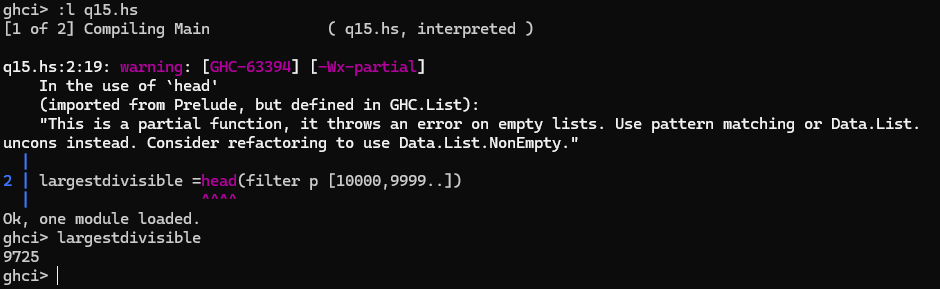 ghci> :l q15.hs
[1 of 2] Compiling Main             ( q15.hs, interpreted )
q15.hs:2:19: warning: [GHC-63394] [-Wx-partial]
    In the use of `head'
    (imported from Prelude, but defined in GHC.List):
    "This is a partial function, it throws an error on empty lists. Use pattern matching or Data.List.
uncons instead. Consider refactoring to use Data.List.NonEmpty."
  |
2 | largestdivisible =head(filter p [10000,9999..])
  |                   ^^^^
Ok, one module loaded.
ghci> largestdivisible
9725
ghci>